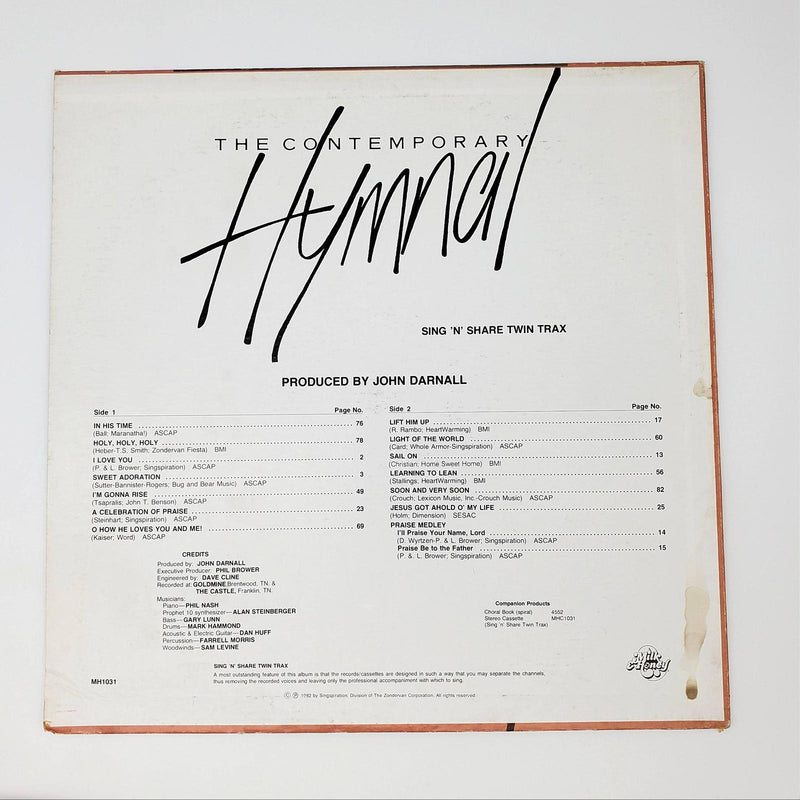 THE CONTEMPORARY
Hymnal
SING 'N' SHARE TWIN TRAX
PRODUCED BY JOHN DARNALL
Side 1 Page No.
IN HIS TIME 76
(Ball; Maranatha!) ASCAP
HOLY, HOLY, HOLY 78
(Heber-T.S. Smith; Zondervan Fiesta) BMI
I LOVE YOU 2
(P. & L. Brower; Singspiration) ASCAP
SWEET ADORATION 3
(Sutter-Bannister-Rogers; Bug and Bear Music) ASCAP
I'M GONNA RISE 49
(Tsapralis; John T. Benson) ASCAP
A CELEBRATION OF PRAISE 23
(Steinhart; Singspiration) ASCAP
O HOW HE LOVES YOU AND ME! 69
(Kaiser; Word) ASCAP
Side 2 Page No.
LIFT HIM UP 17
(R. Rambo; HeartWarming) BMI
LIGHT OF THE WORLD 60
(Card; Whole Armor-Singspiration) ASCAP
SAIL ON 13
(Christian; Home Sweet Home) BMI
LEARNING TO LEAN 56
(Stallings; HeartWarming) BMI
SOON AND VERY SOON 82
(Crouch; Lexicon Music, Inc.-Crouch Music) ASCAP
JESUS GOT AHOLD O' MY LIFE 25
(Holm; Dimension) SESAC
PRAISE MEDLEY
I'll Praise Your Name, Lord 14
(D. Wyrtzen-P. & L. Brower; Singspiration) ASCAP
Praise Be to the Father 15
(P. & L. Brower; Singspiration) ASCAP
CREDITS
Produced by: JOHN DARNALL
Executive Producer: PHIL BROWER
Engineered by: DAVE CLINE
Recorded at: GOLDMINE, Brentwood, TN. &
THE CASTLE, Franklin, TN.
Musicians:
Piano—PHIL NASH
Prophet 10 synthesizer—ALAN STEINBERGER
Bass—GARY LUNN
Drums—MARK HAMMOND
Acoustic & Electric Guitar—DAN HUFF
Percussion—FARRELL MORRIS
Woodwinds—SAM LEVINE
Companion Products
Choral Book (spiral) 4552
Stereo Cassette MHC1031
(Sing 'n' Share Twin Trax)
Milk & Honey
MH1031
SING 'N' SHARE TWIN TRAX
A most outstanding feature of this album is that the records/cassettes are designed in such a way that you may separate the channels,
thus removing the recorded voices and leaving only the professional accompaniment with which to sing.
© ℗ 1982 by Singspiration, Division of The Zondervan Corporation. All rights reserved.